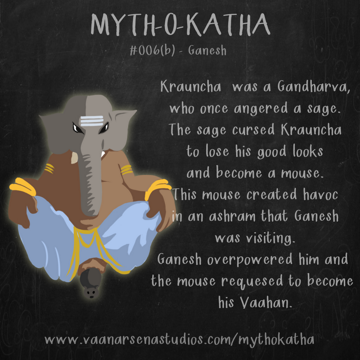 MYTH-O-KATHA
#006(b) - Ganesh
Krauncha was a Gandharva,
who once angered a sage.
The sage cursed Krauncha
to lose his good looks
and become a mouse.
This mouse created havoc
in an ashram that Ganesh
was visiting.
Ganesh overpowered him and
the mouse requesed to become
his Vaahan.
www.vaanarsenastudios.com/mythokatha